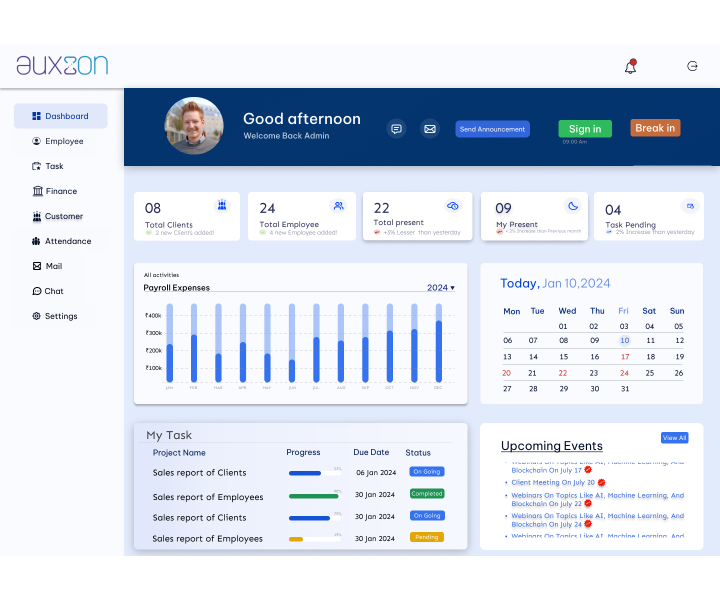 auxzon
Dashboard
Employee
Task
Finance
Customer
Attendance
Mail
Chat
Settings
Good afternoon
Welcome Back Admin
Send Announcement
Sign in
09:00 Am
Break in
08
Total Clients
2 new Clients added!
24
Total Employee
4 new Employee added!
22
Total present
+3% Lesser than yesterday
09
My Present
+ 3% Increase than Previous month
04
Task Pending
2% Increase than yesterday
All activities
Payroll Expenses
2024 ▾
₹400k
₹300k
₹200k
₹100k
JAN FEB MAR APR MAY JUN JUL AUG SEP OCT NOV DEC
Today, Jan 10,2024
Mon Tue Wed Thu Fri Sat Sun
01 02 03 04 05
06 07 08 09 10 11 12
13 14 15 16 17 18 19
20 21 22 23 24 25 26
27 28 29 30 31
My Task
Project Name Progress Due Date Status
Sales report of Clients 06 Jan 2024 On Going
Sales report of Employees 30 Jan 2024 Completed
Sales report of Clients 30 Jan 2024 On Going
Sales report of Employees 30 Jan 2024 Pending
View All
Upcoming Events
Webinars On Topics Like AI, Machine Learning, And
Blockchain On July 17
Client Meeting On July 20
Webinars On Topics Like AI, Machine Learning, And
Blockchain On July 22
Webinars On Topics Like AI, Machine Learning, And
Blockchain On July 24
Webinars On Topics Like AI, Machine Learning, And